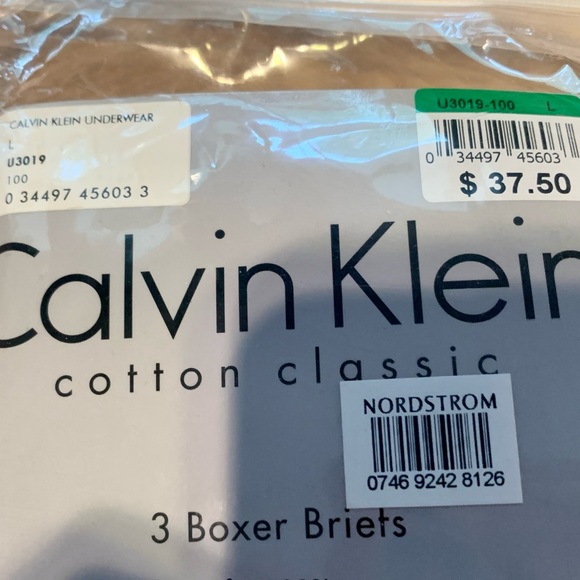 CALVIN KLEIN UNDERWEAR
L
U3019
100
0 34497 45603 3
U3019-100 L
0 34497 45603
$ 37.50
Calvin Klein
cotton classic
NORDSTROM
0746 9242 8126
3 Boxer Briefs